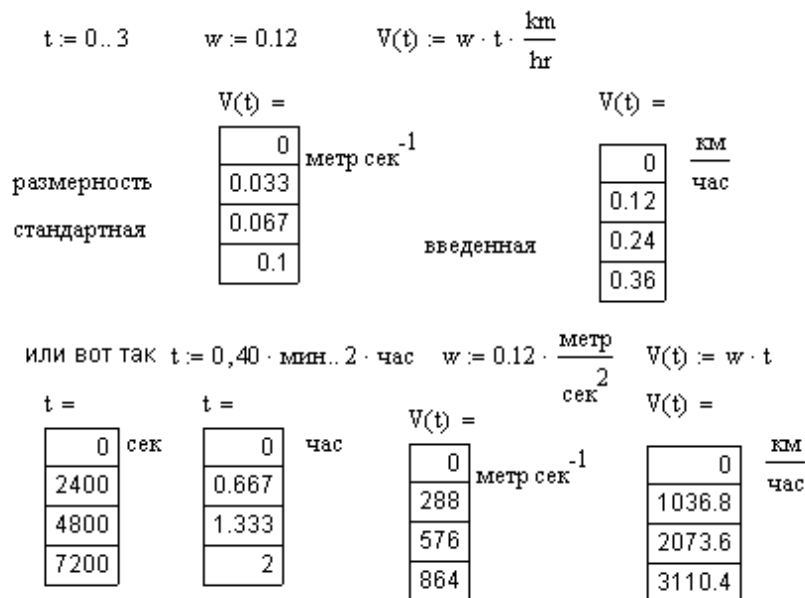 t := 0.. 3 w := 0.12 V(t) := w · t · km/hr
V(t) = V(t) =
0 метр сек^-1 0 км/час
размерность 0.033 0.12
стандартная 0.067 введенная 0.24
0.1 0.36
или вот так t := 0,40 · мин.. 2 · час w := 0.12 · метр/сек^2 V(t) := w · t
t = t = V(t) = V(t) =
0 сек 0 час 0 метр сек^-1 0 км/час
2400 0.667 288 1036.8
4800 1.333 576 2073.6
7200 2 864 3110.4